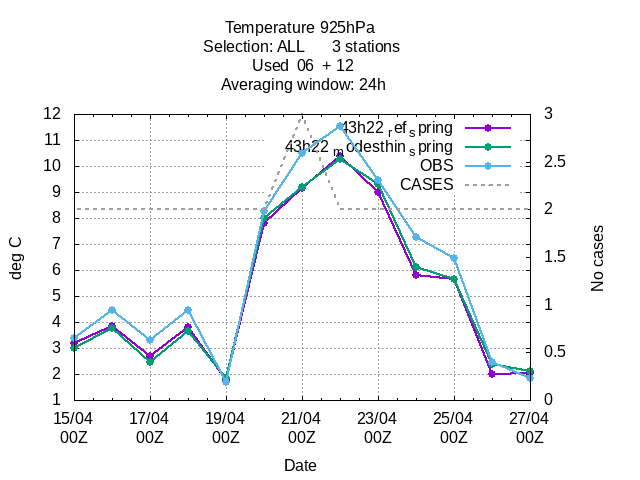 Temperature 925hPa
Selection: ALL 3 stations
Used 06 + 12
Averaging window: 24h
43h22_ref_spring
43h22_modesthin_spring
OBS
CASES
12
11
10
9
8
7
6
5
4
3
2
1
deg C
3
2.5
2
1.5
1
0.5
0
No cases
15/04 17/04 19/04 21/04 23/04 25/04 27/04
00Z 00Z 00Z 00Z 00Z 00Z 00Z
Date